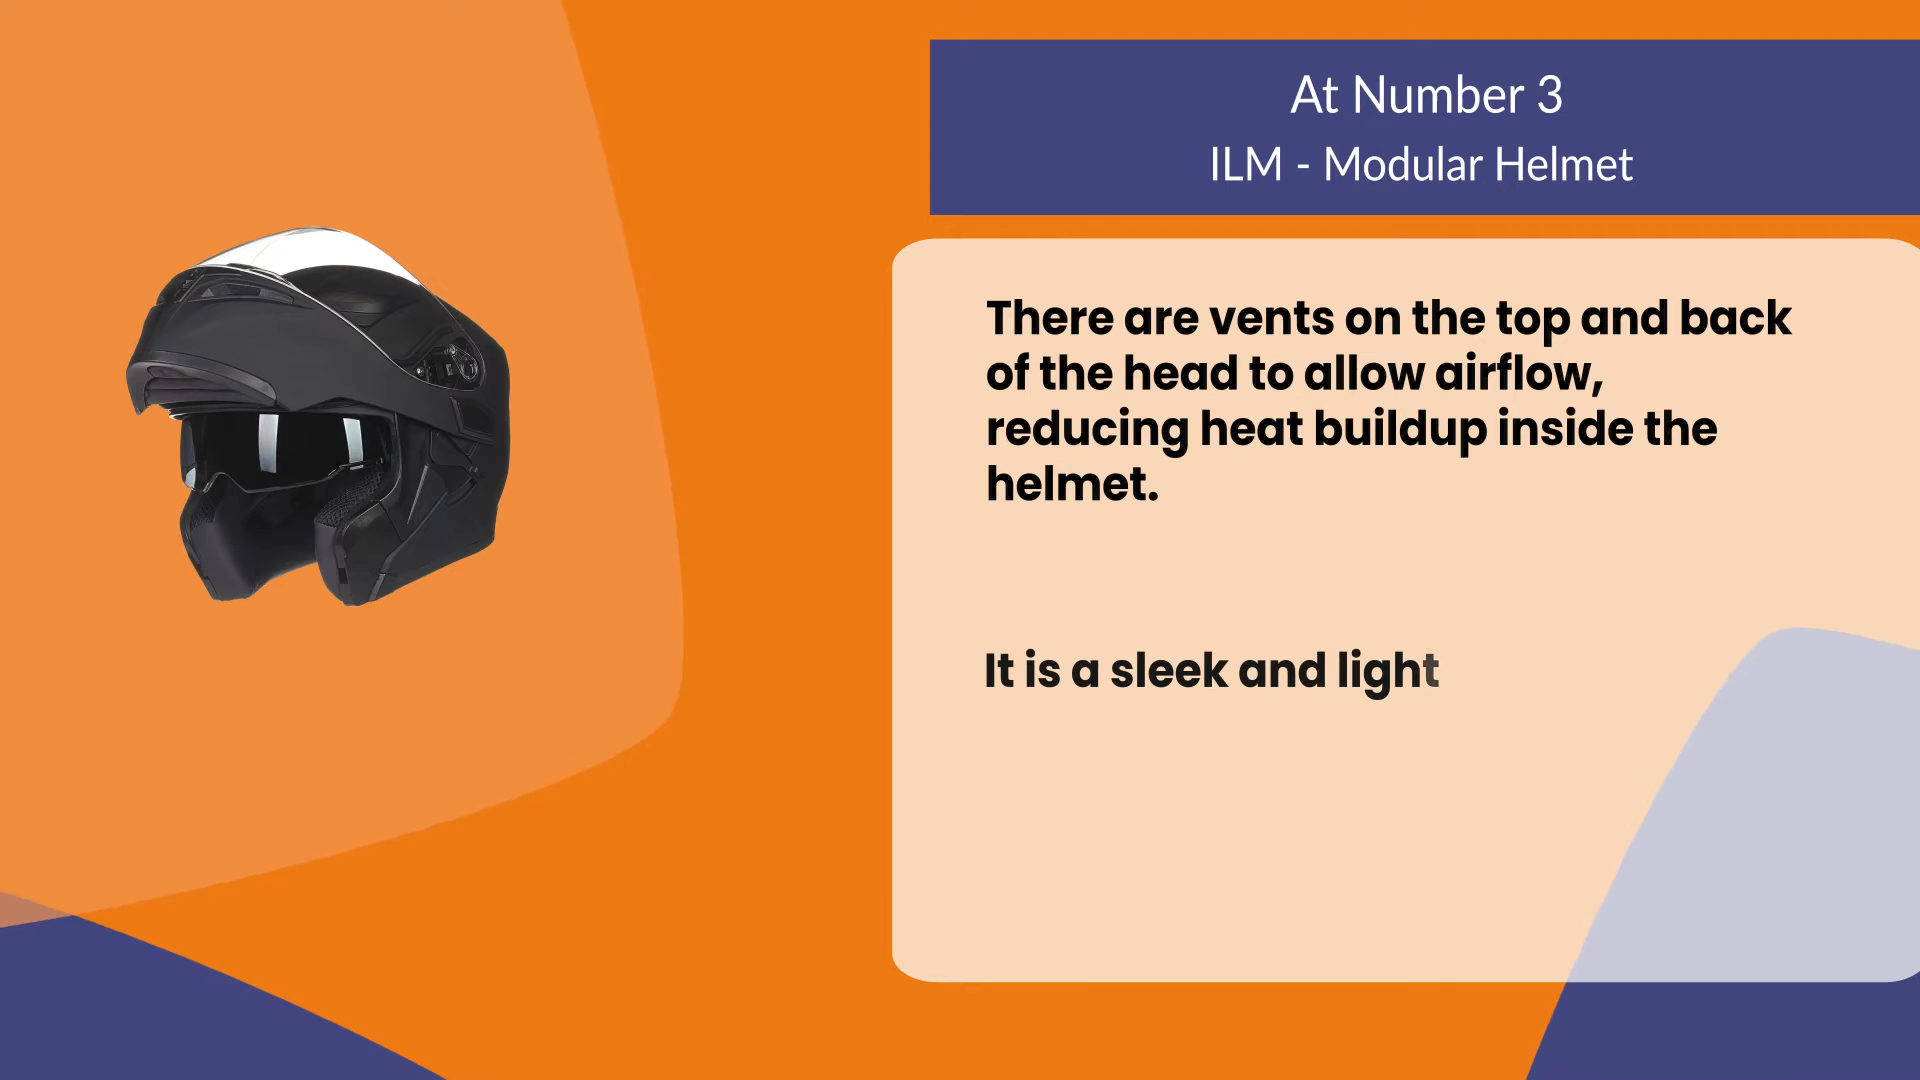 At Number 3
ILM - Modular Helmet
There are vents on the top and back
of the head to allow airflow,
reducing heat buildup inside the
helmet.
It is a sleek and light